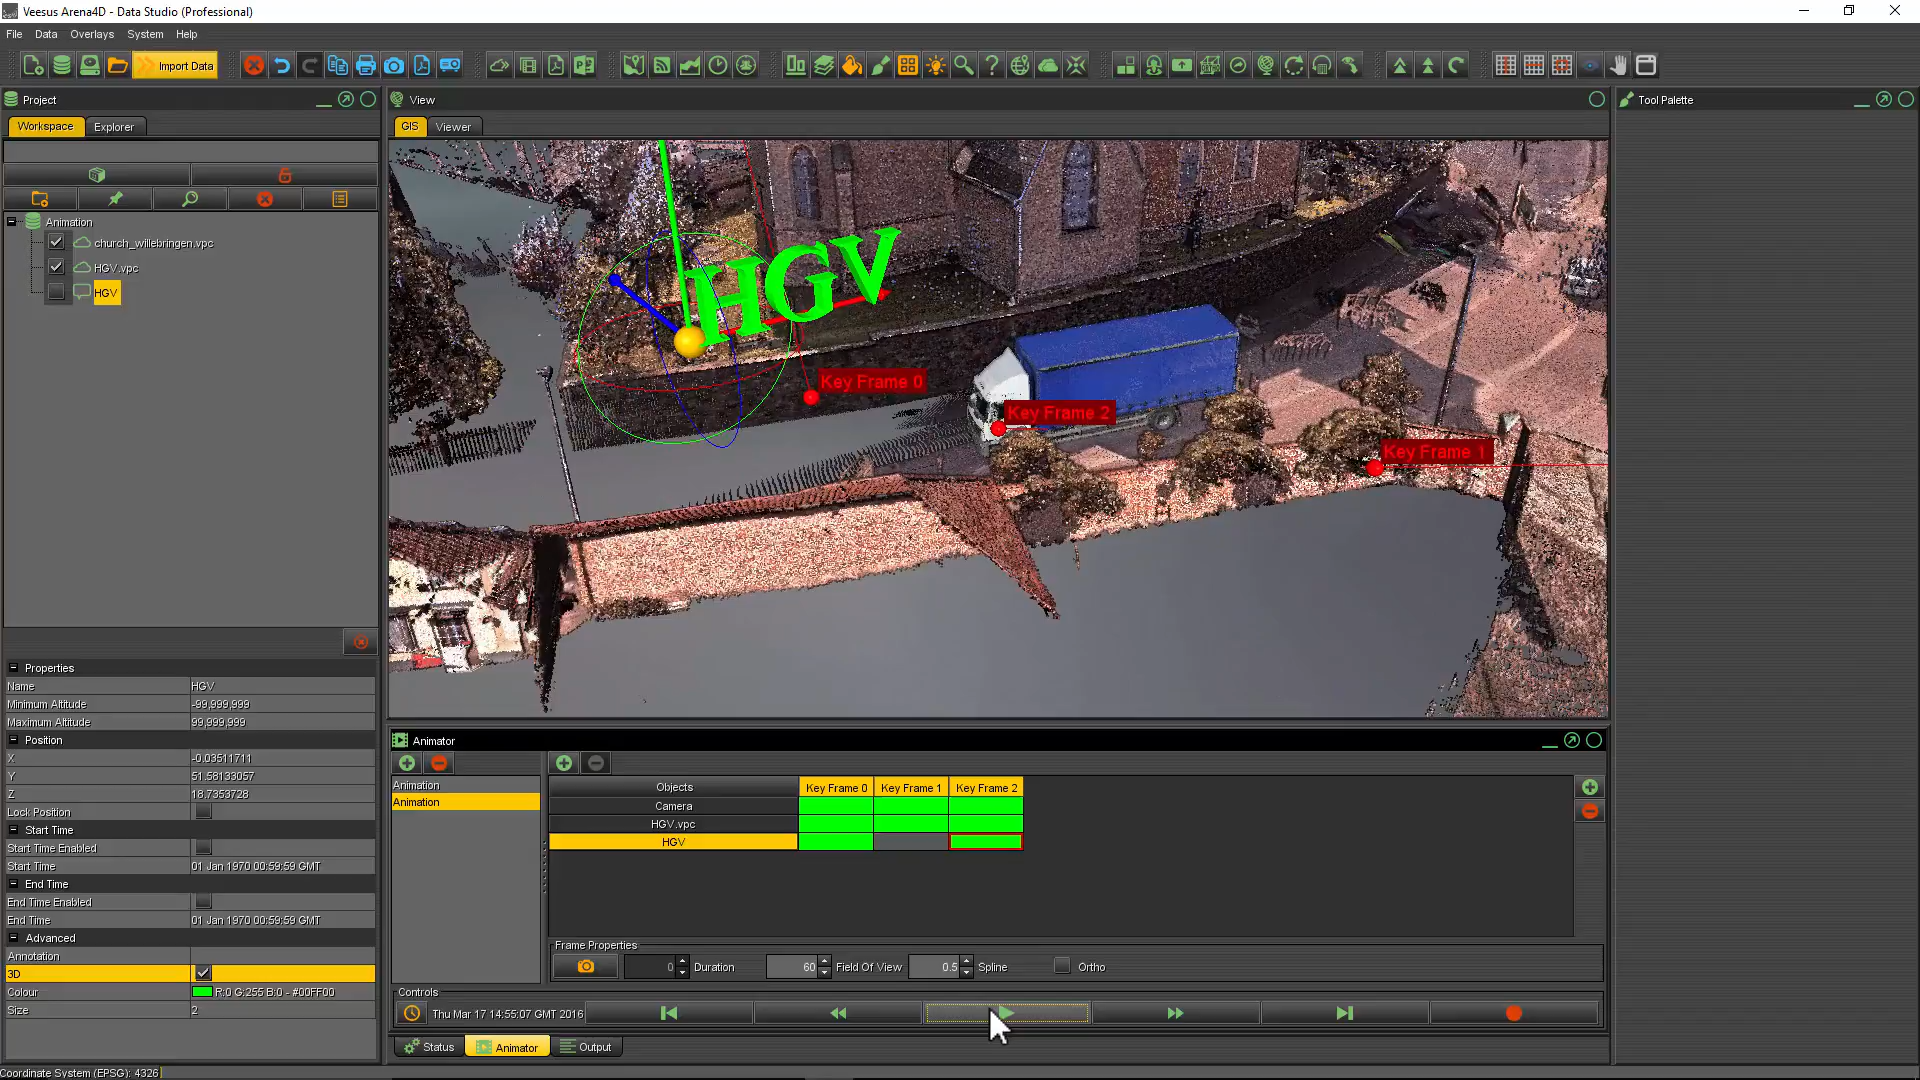 Veesus Arena4D - Data Studio (Professional)
File Data Overlays System Help
Import Data
Project
View
Tool Palette
Workspace Explorer
GIS Viewer
Animation
church_willebringen.vpc
HGV.vpc
HGV
HGV
Key Frame 0
Key Frame 2
Key Frame 1
Properties
Name HGV
Minimum Altitude -99,999,999
Maximum Altitude 99,999,999
Position
X -0.03511711
Y 51.58133057
Z 18.7353728
Lock Position
Start Time
Start Time Enabled
Start Time 01 Jan 1970 00:59:59 GMT
End Time
End Time Enabled
End Time 01 Jan 1970 00:59:59 GMT
Advanced
Annotation
3D
Colour R:0 G:255 B:0 - #00FF00
Size 2
Animator
Animation
Animation
Objects Key Frame 0 Key Frame 1 Key Frame 2
Camera
HGV.vpc
HGV
Frame Properties
0 Duration 60 Field Of View 0.5 Spline Ortho
Controls
Thu Mar 17 14:55:07 GMT 2016
Status Animator Output
Coordinate System (EPSG): 4326